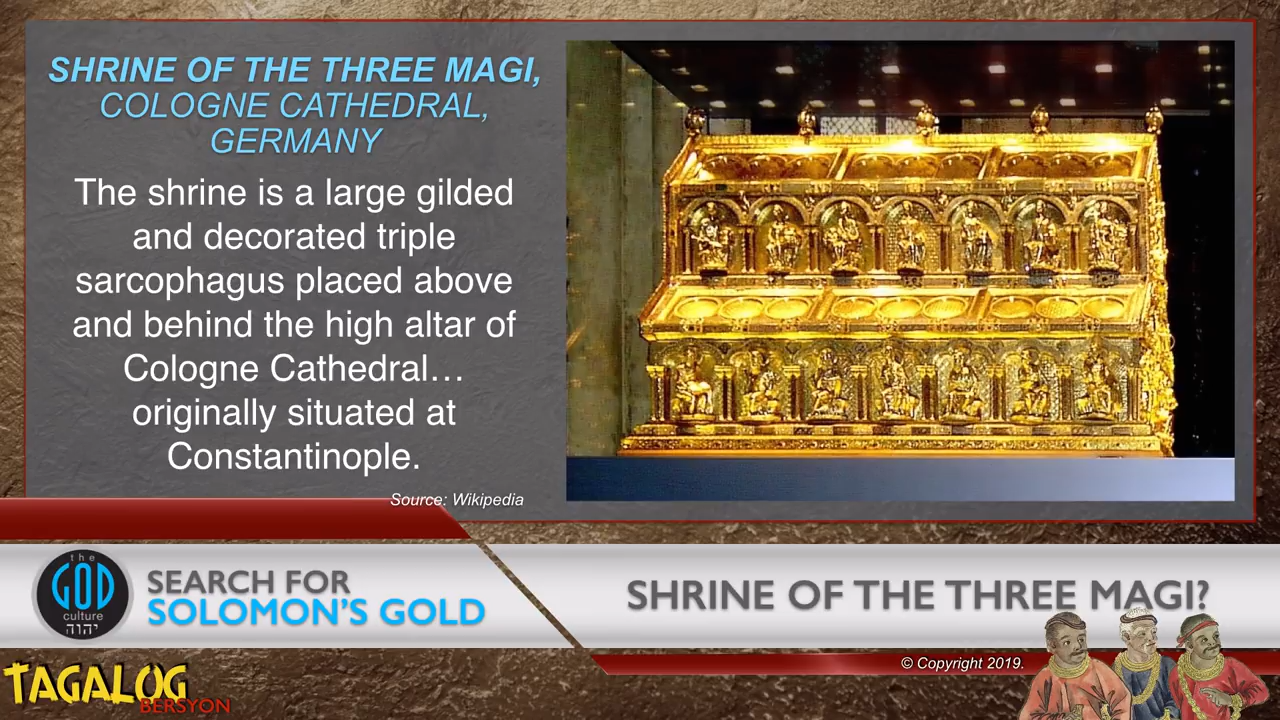 SHRINE OF THE THREE MAGI,
COLOGNE CATHEDRAL,
GERMANY
The shrine is a large gilded
and decorated triple
sarcophagus placed above
and behind the high altar of
Cologne Cathedral…
originally situated at
Constantinople.
Source: Wikipedia
the
GOD
culture
יהוה
SEARCH FOR
SOLOMON'S GOLD
SHRINE OF THE THREE MAGI?
© Copyright 2019.
TAGALOG
BERSYON